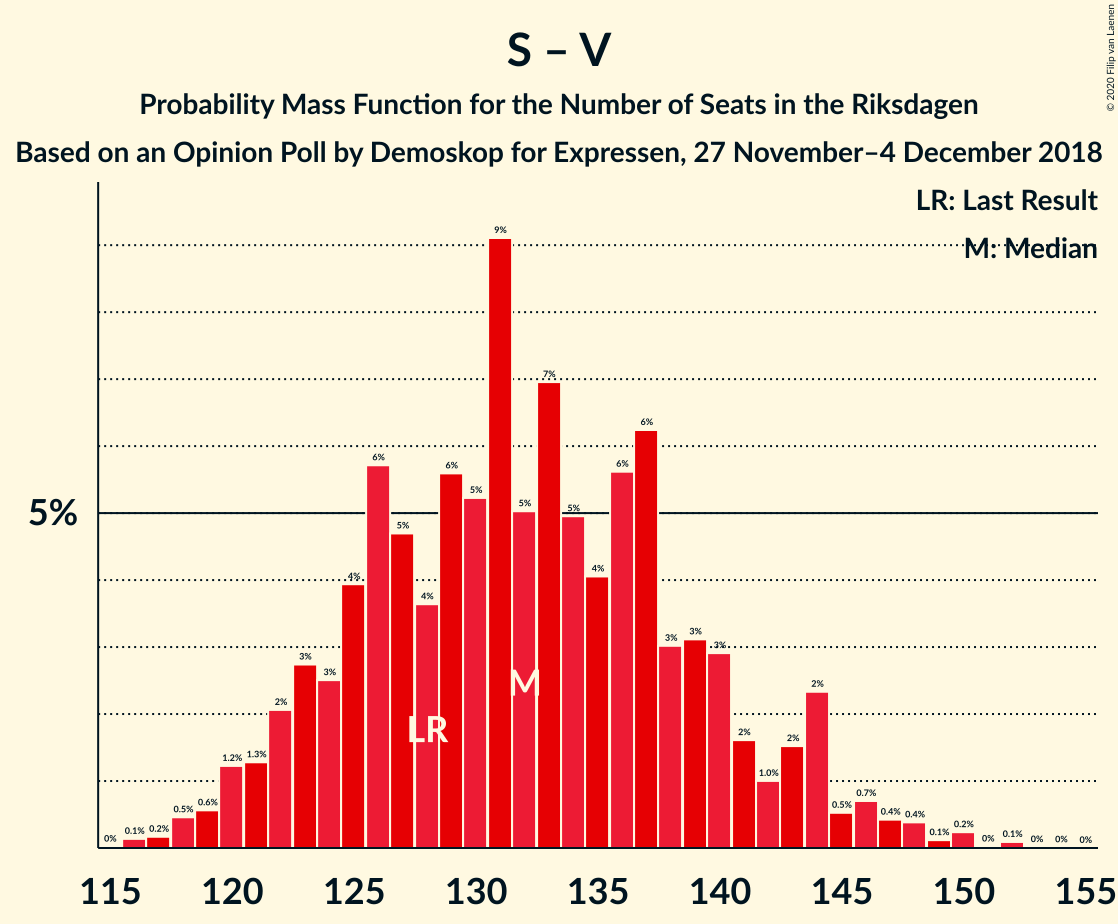 S – V
Probability Mass Function for the Number of Seats in the Riksdagen
Based on an Opinion Poll by Demoskop for Expressen, 27 November–4 December 2018
© 2020 Filip van Laenen
LR: Last Result
M: Median
5%
0% 0.1% 0.2% 0.5% 0.6% 1.2% 1.3% 2% 3% 3% 4% 6% 5% 4% 6% 5% 9% 5% 7% 5% 4% 6% 6% 3% 3% 3% 2% 1.0% 2% 2% 0.5% 0.7% 0.4% 0.4% 0.1% 0.2% 0% 0.1% 0% 0% 0%
M
LR
115 120 125 130 135 140 145 150 155